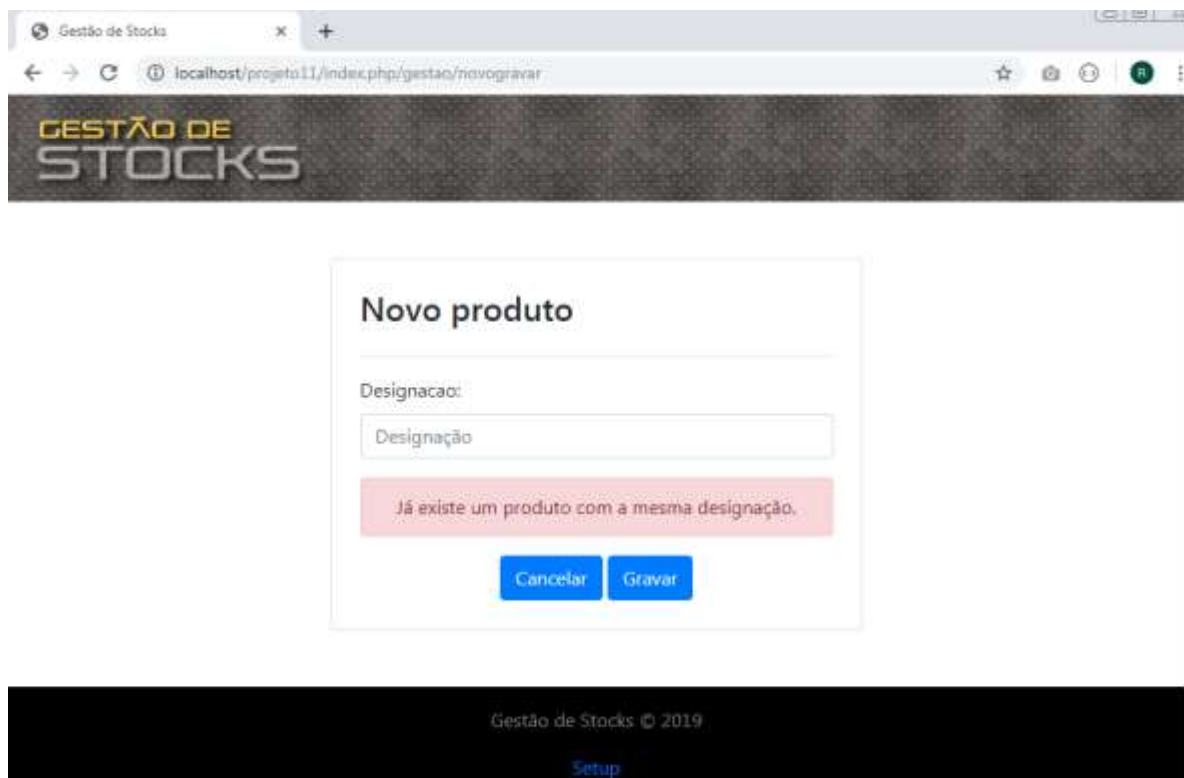 Gestão de Stocks
localhost/projeto11/index.php/gestao/novogravar
R
GESTÃO DE
STOCKS
Novo produto
Designacao:
Designação
Já existe um produto com a mesma designação.
Cancelar Gravar
Gestão de Stocks © 2019
Setup